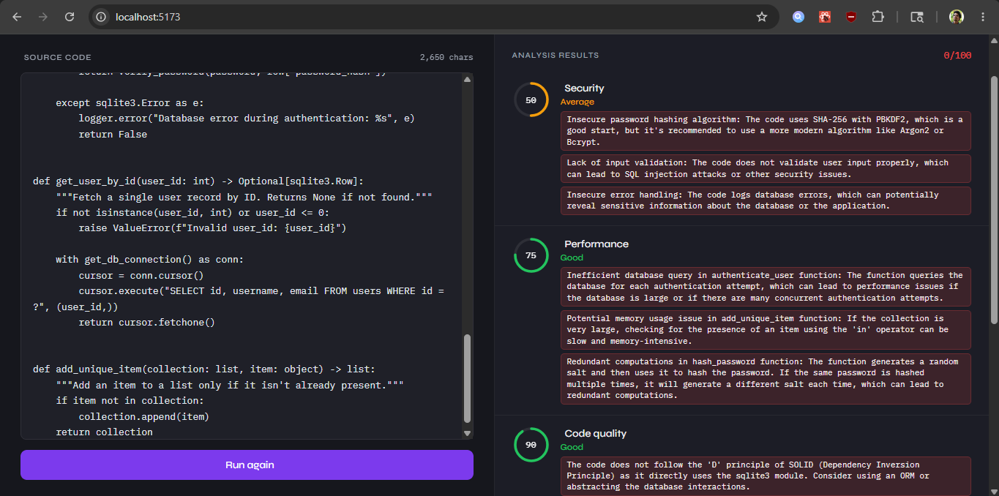 localhost:5173
SOURCE CODE
2,650 chars
except sqlite3.Error as e:
logger.error("Database error during authentication: %s", e)
return False
def get_user_by_id(user_id: int) -> Optional[sqlite3.Row]:
"""Fetch a single user record by ID. Returns None if not found."""
if not isinstance(user_id, int) or user_id <= 0:
raise ValueError(f"Invalid user_id: {user_id}")
with get_db_connection() as conn:
cursor = conn.cursor()
cursor.execute("SELECT id, username, email FROM users WHERE id =
?", (user_id,))
return cursor.fetchone()
def add_unique_item(collection: list, item: object) -> list:
"""Add an item to a list only if it isn't already present."""
if item not in collection:
collection.append(item)
return collection
Run again
ANALYSIS RESULTS
0/100
50
Security
Average
Insecure password hashing algorithm: The code uses SHA-256 with PBKDF2, which is a
good start, but it's recommended to use a more modern algorithm like Argon2 or
Bcrypt.
Lack of input validation: The code does not validate user input properly, which
can lead to SQL injection attacks or other security issues.
Insecure error handling: The code logs database errors, which can potentially
reveal sensitive information about the database or the application.
75
Performance
Good
Inefficient database query in authenticate_user function: The function queries the
database for each authentication attempt, which can lead to performance issues if
the database is large or if there are many concurrent authentication attempts.
Potential memory usage issue in add_unique_item function: If the collection is
very large, checking for the presence of an item using the 'in' operator can be
slow and memory-intensive.
Redundant computations in hash_password function: The function generates a random
salt and then uses it to hash the password. If the same password is hashed
multiple times, it will generate a different salt each time, which can lead to
redundant computations.
90
Code quality
Good
The code does not follow the 'D' principle of SOLID (Dependency Inversion
Principle) as it directly uses the sqlite3 module. Consider using an ORM or
abstracting the database interactions.